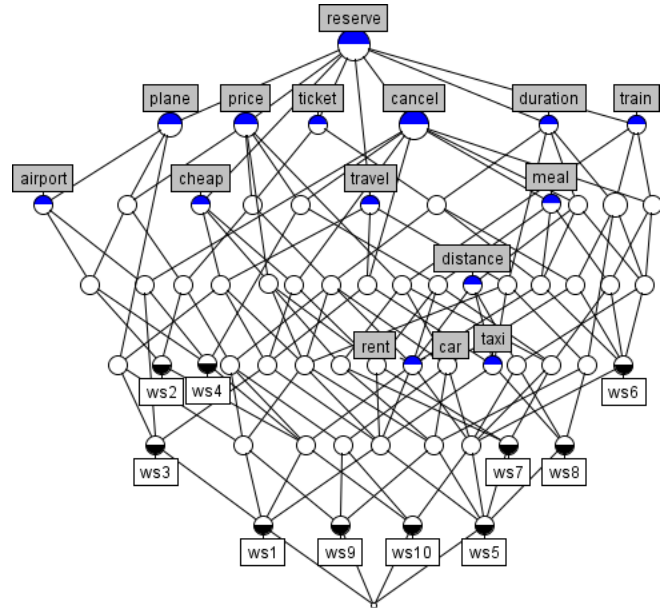 reserve
plane
price
ticket
cancel
duration
train
airport
cheap
travel
meal
distance
rent
car
taxi
ws2
ws4
ws6
ws3
ws7
ws8
ws1
ws9
ws10
ws5